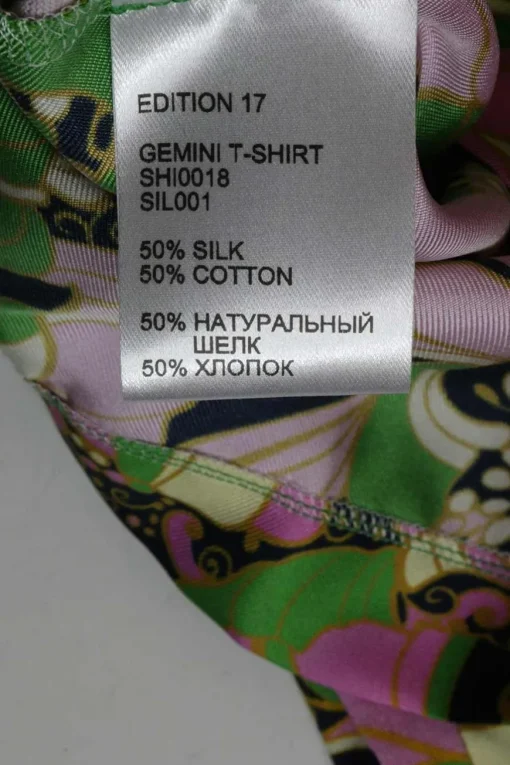 EDITION 17
GEMINI T-SHIRT
SHI0018
SIL001
50% SILK
50% COTTON
50% НАТУРАЛЬНЫЙ
ШЕЛК
50% ХЛОПОК